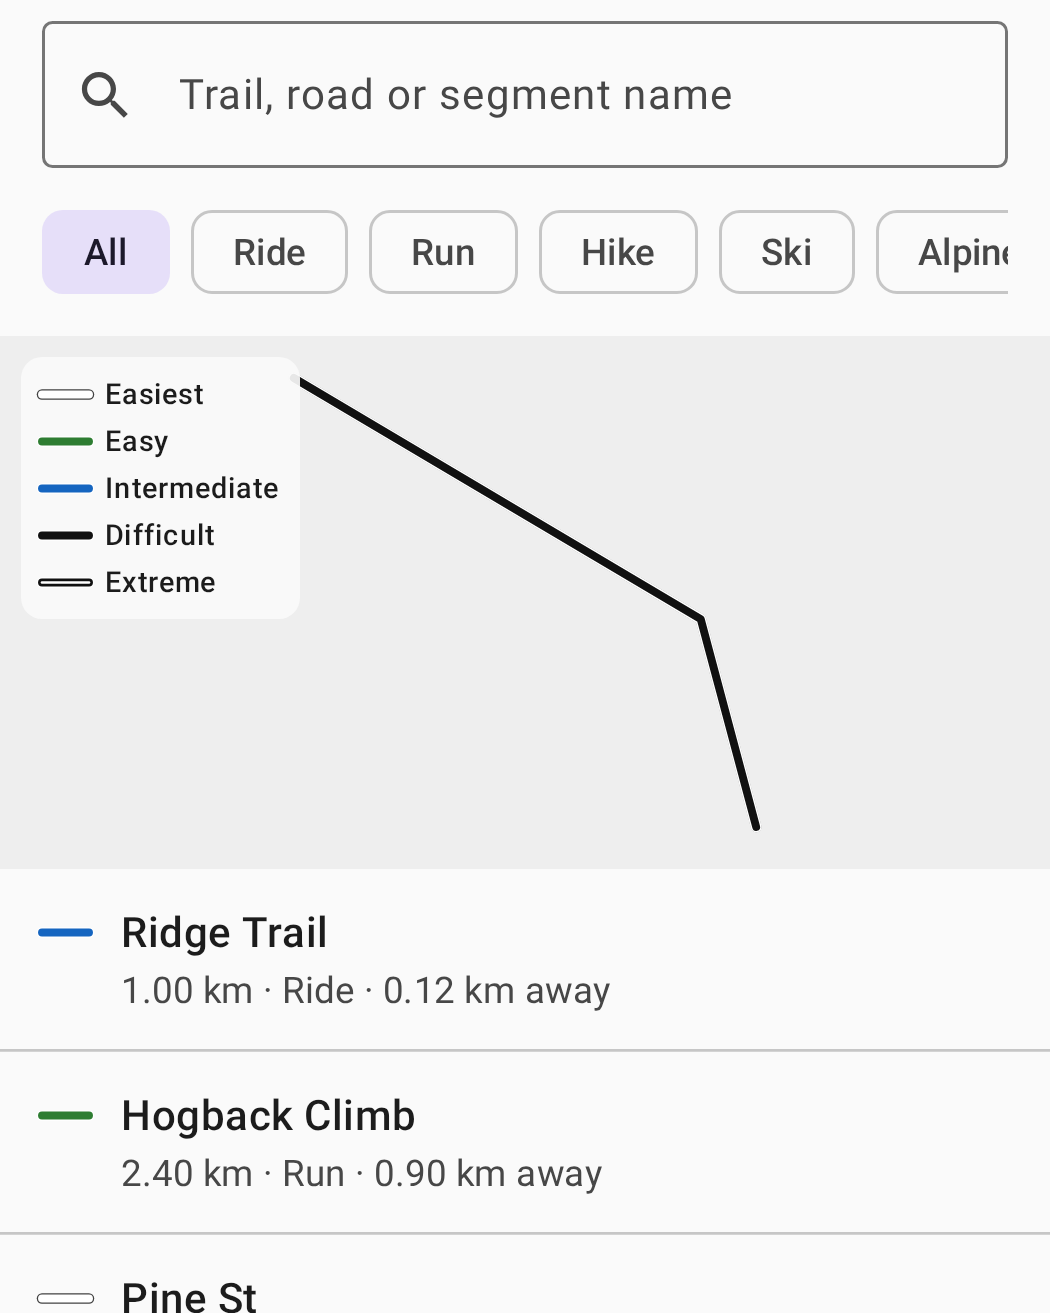 Trail, road or segment name
All Ride Run Hike Ski Alpine
Easiest
Easy
Intermediate
Difficult
Extreme
Ridge Trail
1.00 km · Ride · 0.12 km away
Hogback Climb
2.40 km · Run · 0.90 km away
Pine St